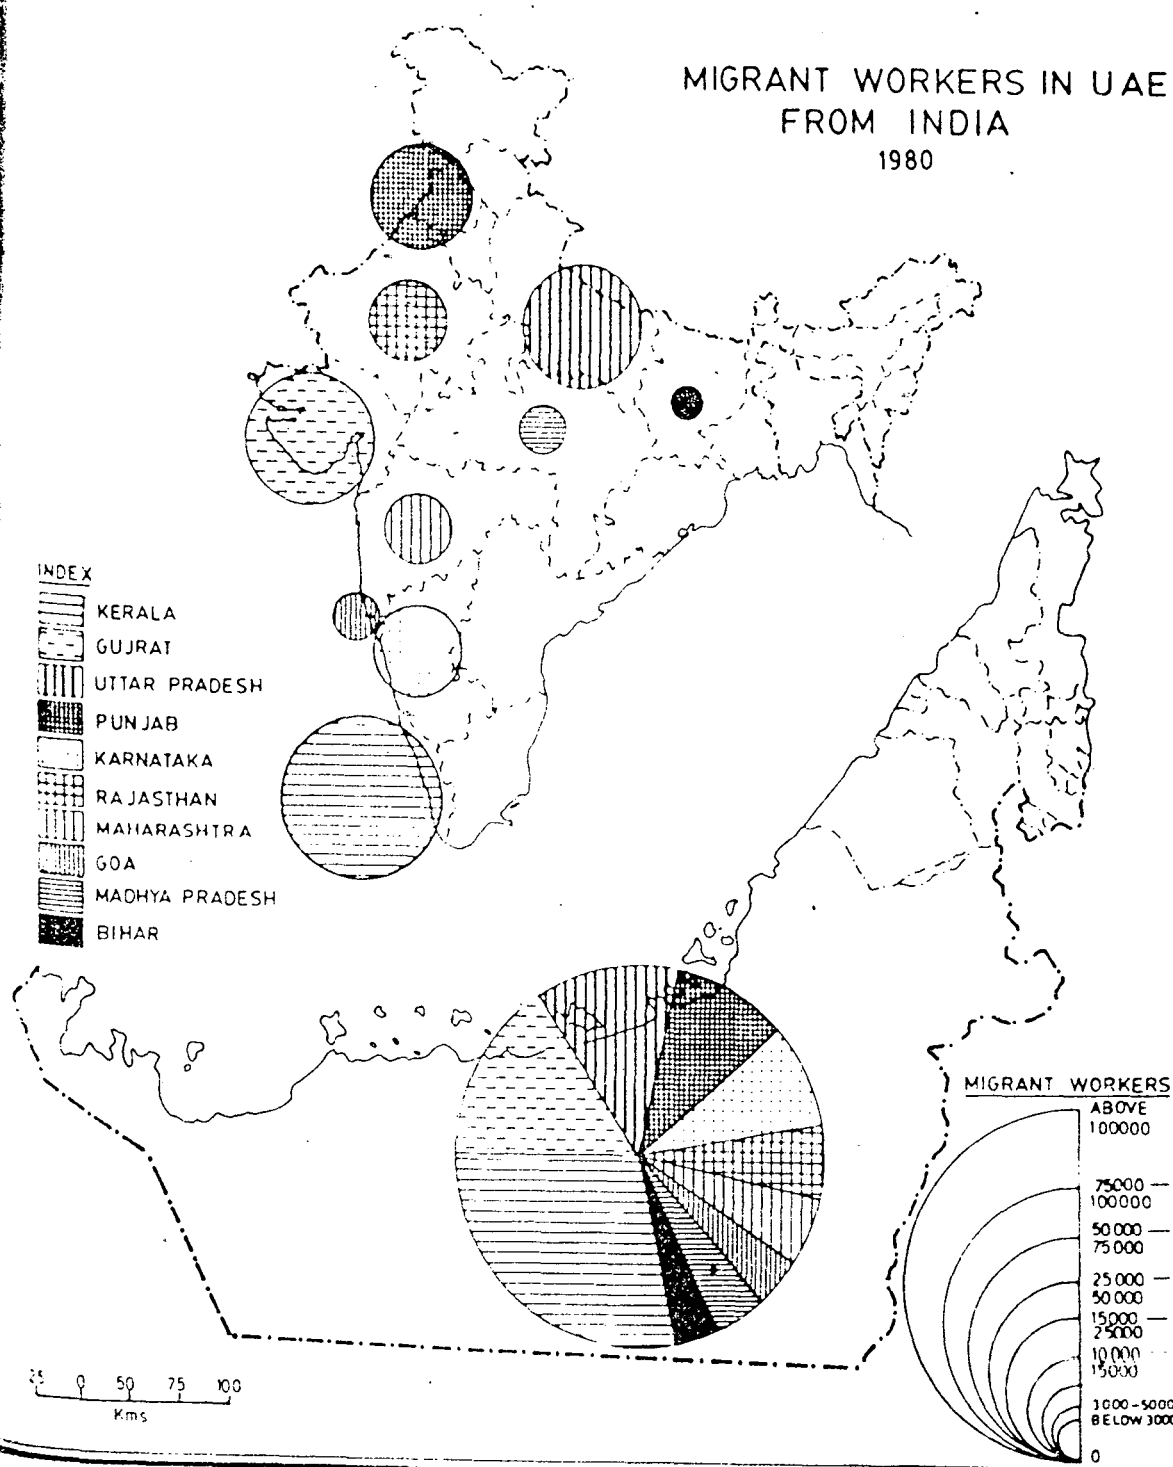 MIGRANT WORKERS IN UAE
FROM INDIA
1980
INDEX
KERALA
GUJRAT
UTTAR PRADESH
PUNJAB
KARNATAKA
RAJASTHAN
MAHARASHTRA
GOA
MADHYA PRADESH
BIHAR
MIGRANT WORKERS
ABOVE
100000
75000 —
100000
50000 —
75000
25000 —
50000
15000 —
25000
10000
15000
3000-5000
BELOW 3000
0
25 0 50 75 100
Kms